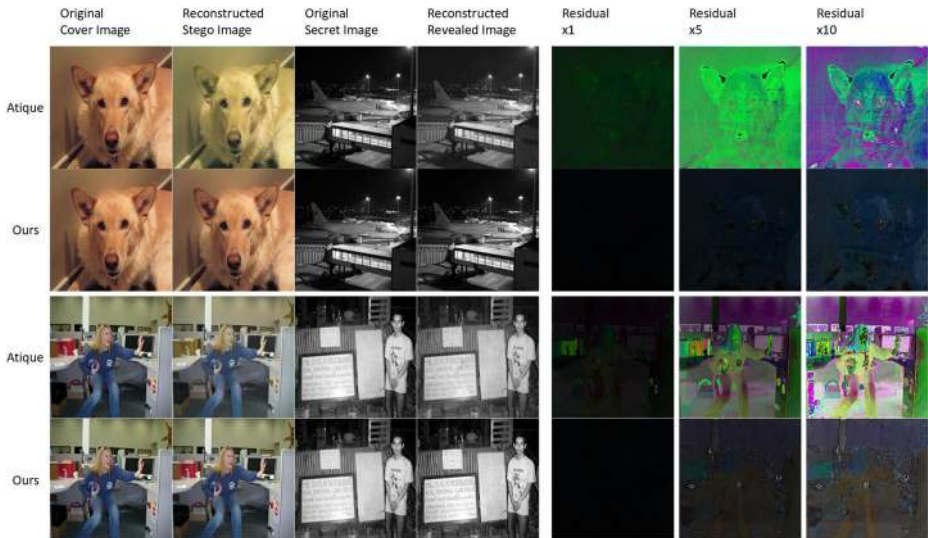 Original Reconstructed Original Reconstructed Residual Residual Residual
Cover Image Stego Image Secret Image Revealed Image x1 x5 x10
Atique
Ours
Atique
Ours